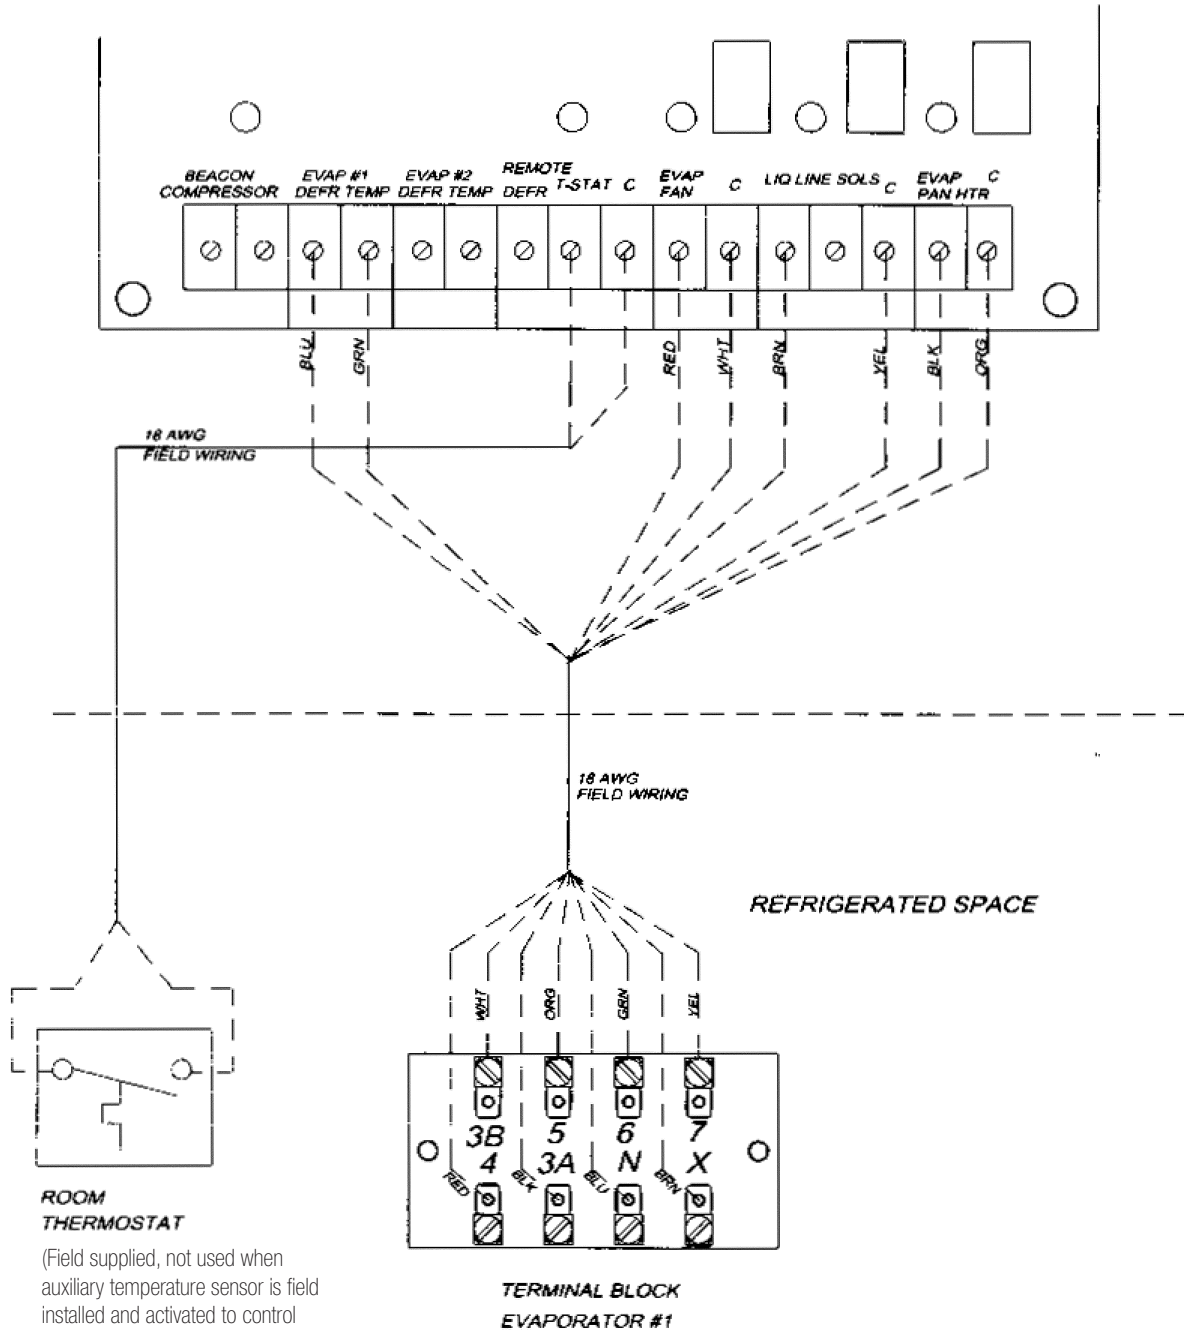 BEACON
COMPRESSOR
EVAP #1
DEFR TEMP
EVAP #2
DEFR TEMP
REMOTE
DEFR T-STAT C
EVAP
FAN
C
LIQ LINE SOLS C
EVAP
PAN HTR
C
BLU
GRN
RED
WHT
BRN
YEL
BLK
ORG
18 AWG
FIELD WIRING
18 AWG
FIELD WIRING
REFRIGERATED SPACE
WHT
ORG
GRN
YEL
3B 5 6 7
4 3A N X
RED
BLK
BLU
BRN
ROOM
THERMOSTAT
(Field supplied, not used when
auxiliary temperature sensor is field
installed and activated to control
TERMINAL BLOCK
EVAPORATOR #1